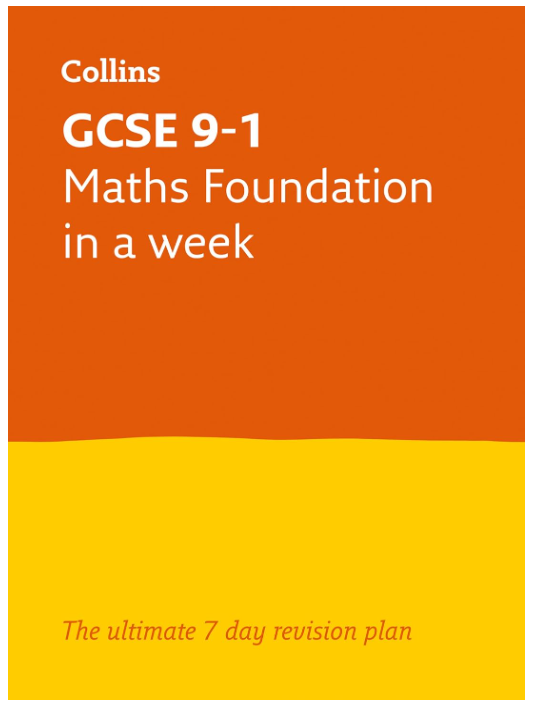 Collins
GCSE 9-1
Maths Foundation
in a week
The ultimate 7 day revision plan